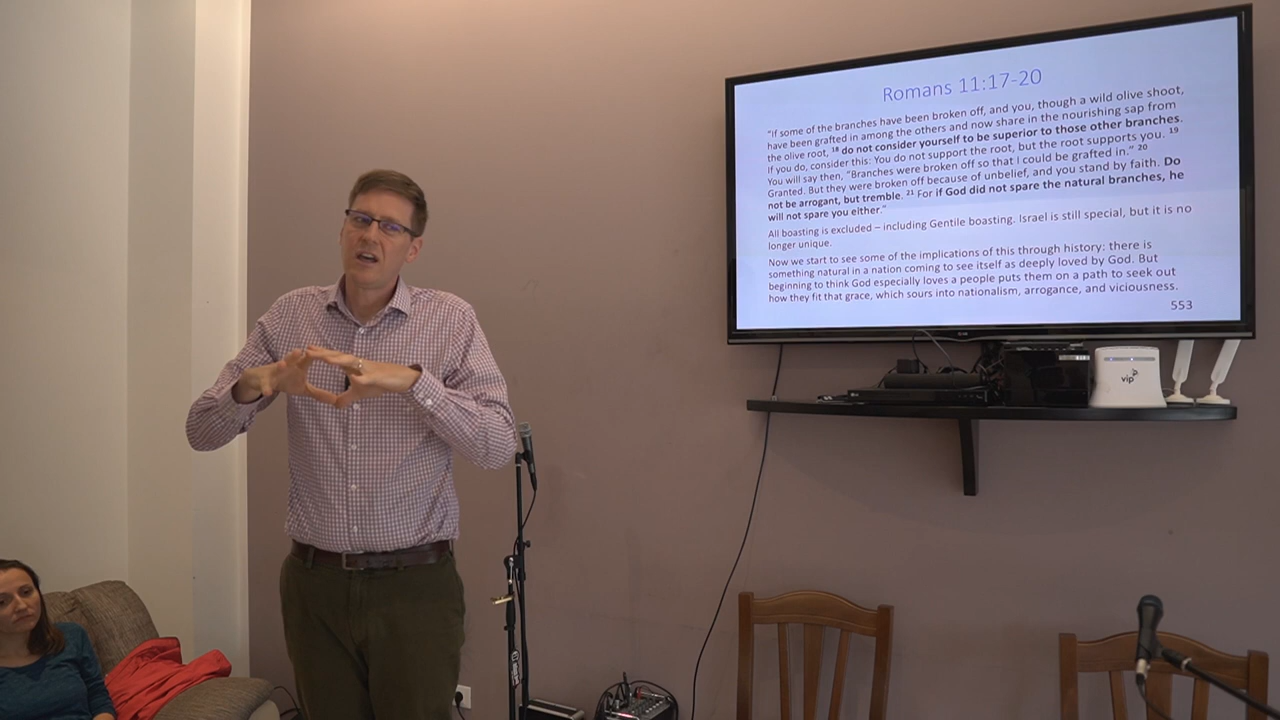 Romans 11:17-20
"If some of the branches have been broken off, and you, though a wild olive shoot,
have been grafted in among the others and now share in the nourishing sap from
the olive root, 18 do not consider yourself to be superior to those other branches.
If you do, consider this: You do not support the root, but the root supports you. 19
You will say then, "Branches were broken off so that I could be grafted in." 20
Granted. But they were broken off because of unbelief, and you stand by faith. Do
not be arrogant, but tremble. 21 For if God did not spare the natural branches, he
will not spare you either."
All boasting is excluded – including Gentile boasting. Israel is still special, but it is no
longer unique.
Now we start to see some of the implications of this through history: there is
something natural in a nation coming to see itself as deeply loved by God. But
beginning to think God especially loves a people puts them on a path to seek out
how they fit that grace, which sours into nationalism, arrogance, and viciousness.
553
vip